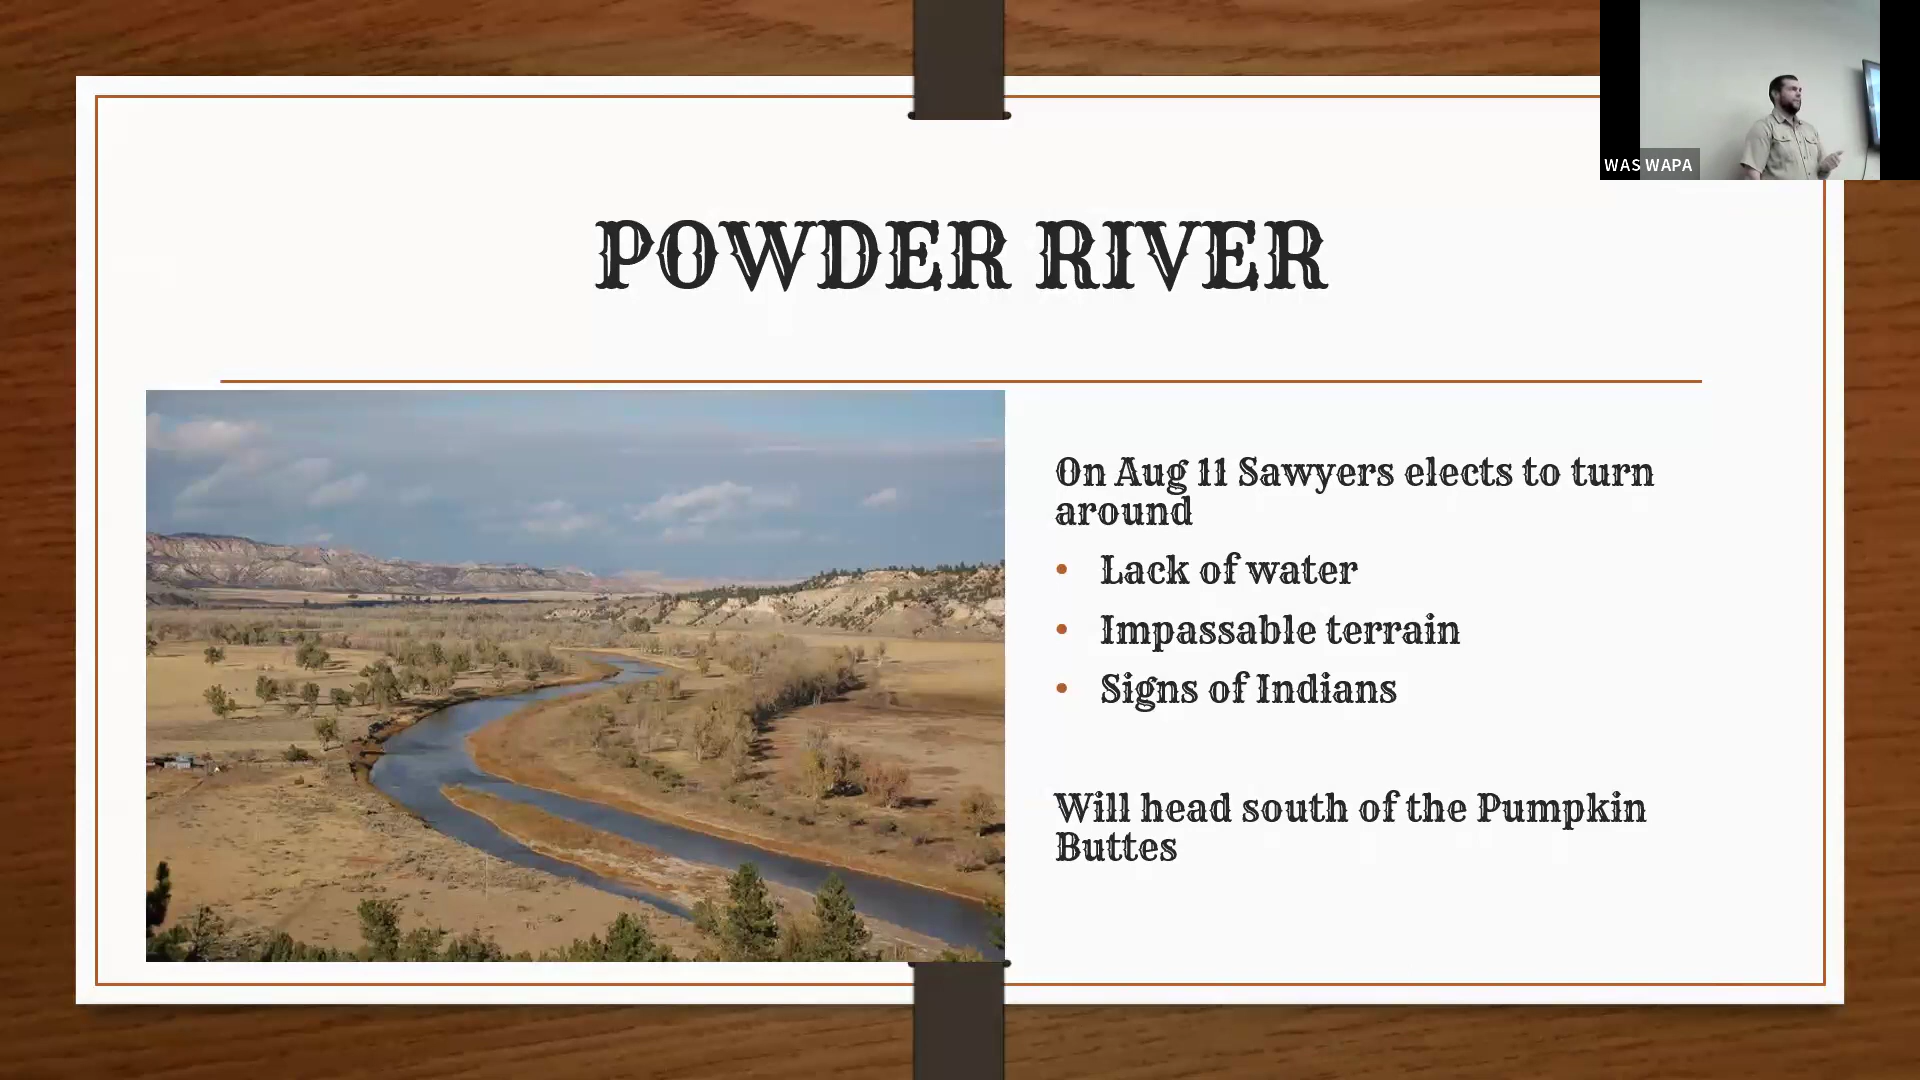 WAS WAPA
POWDER RIVER
On Aug 11 Sawyers elects to turn
around
• Lack of water
• Impassable terrain
• Signs of Indians
Will head south of the Pumpkin
Buttes